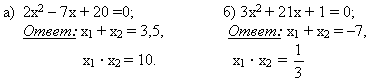 а) 2x² – 7x + 20 =0; б) 3x² + 21x + 1 = 0;
Ответ: x₁ + x₂ = 3,5, Ответ: x₁ + x₂ = –7,
x₁ · x₂ = 10. x₁ · x₂ = 1/3